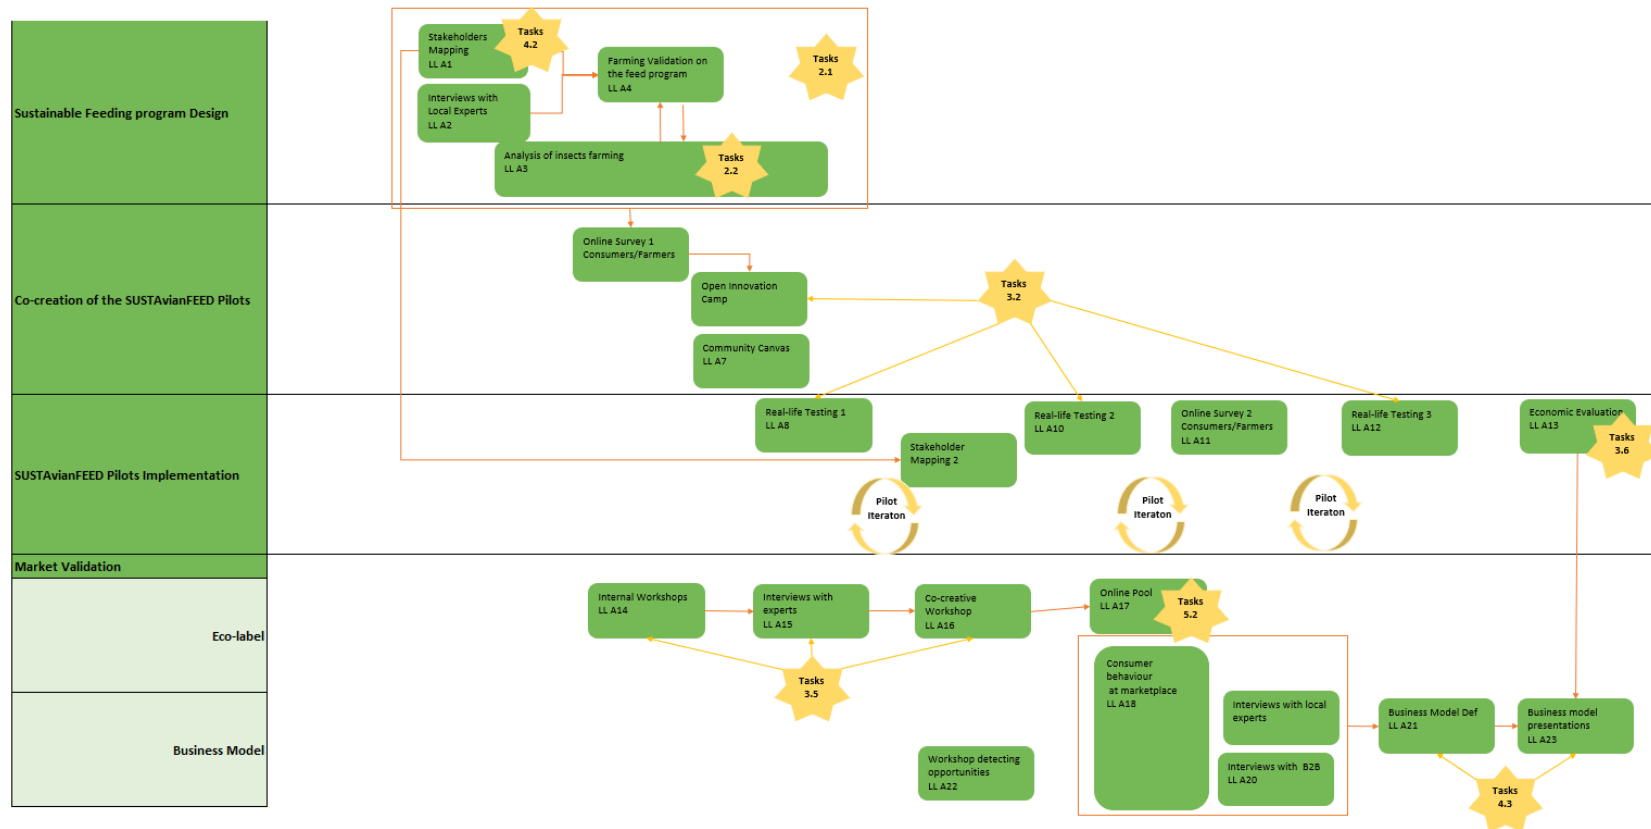 Sustainable Feeding program Design
Stakeholders
Mapping
LL A1
Tasks
4.2
Interviews with
Local Experts
LL A2
Farming Validation on
the feed program
LL A4
Tasks
2.1
Analysis of insects farming
LL A3
Tasks
2.2
Co-creation of the SUSTAvianFEED Pilots
Online Survey 1
Consumers/Farmers
Open Innovation
Camp
Community Canvas
LL A7
Tasks
3.2
SUSTAvianFEED Pilots Implementation
Real-life Testing 1
LL A8
Stakeholder
Mapping 2
Real-life Testing 2
LL A10
Online Survey 2
Consumers/Farmers
LL A11
Real-life Testing 3
LL A12
Economic Evaluation
LL A13
Tasks
3.6
Pilot
Iteraton
Pilot
Iteraton
Pilot
Iteraton
Market Validation
Eco-label
Internal Workshops
LL A14
Interviews with
experts
LL A15
Co-creative
Workshop
LL A16
Online Pool
LL A17
Tasks
5.2
Tasks
3.5
Business Model
Consumer
behaviour
at marketplace
LL A18
Interviews with local
experts
Interviews with B2B
LL A20
Business Model Def
LL A21
Business model
presentations
LL A23
Workshop detecting
opportunities
LL A22
Tasks
4.3